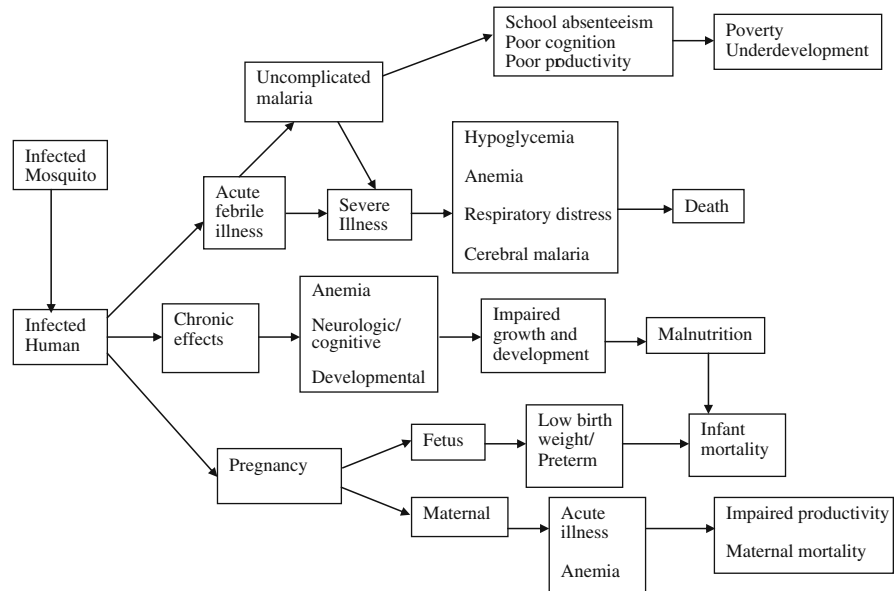 School absenteeism
Poor cognition
Poor productivity
Poverty
Underdevelopment
Uncomplicated
malaria
Infected
Mosquito
Acute
febrile
illness
Severe
Illness
Hypoglycemia
Anemia
Respiratory distress
Cerebral malaria
Death
Infected
Human
Chronic
effects
Anemia
Neurologic/
cognitive
Developmental
Impaired
growth and
development
Malnutrition
Pregnancy
Fetus
Low birth
weight/
Preterm
Infant
mortality
Maternal
Acute
illness
Anemia
Impaired productivity
Maternal mortality